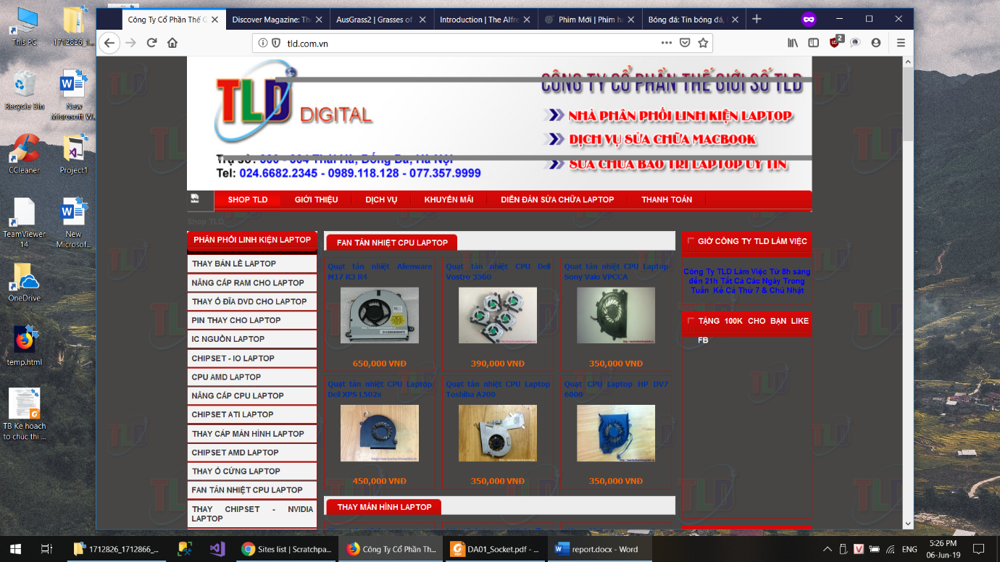 Công Ty Cổ Phần Thế G
Discover Magazine: The
AusGrass2 | Grasses of
Introduction | The Alfre
Phim Mới | Phim ha
Bóng đá: Tin bóng đá,
tld.com.vn
2
This PC
1712826_1...
Recycle Bin
New Microsoft W...
CCleaner
Project1
TeamViewer 14
New Microsof...
OneDrive
temp.html
TB Ke hoach to chuc thi ...
TLD DIGITAL
CÔNG TY CỔ PHẦN THẾ GIỚI SỐ TLD
NHÀ PHÂN PHỐI LINH KIỆN LAPTOP
DỊCH VỤ SỬA CHỮA MACBOOK
SỬA CHỮA BẢO TRÌ LAPTOP UY TÍN
Thái Hà, Đống Đa, Hà Nội
Tel: 024.6682.2345 - 0989.118.128 - 077.357.9999
SHOP TLD
GIỚI THIỆU
DỊCH VỤ
KHUYẾN MÃI
DIỄN ĐÀN SỬA CHỮA LAPTOP
THANH TOÁN
Shop TLD
PHÂN PHỐI LINH KIỆN LAPTOP
THAY BẢN LỀ LAPTOP
NÂNG CẤP RAM CHO LAPTOP
THAY Ổ ĐĨA DVD CHO LAPTOP
PIN THAY CHO LAPTOP
IC NGUỒN LAPTOP
CHIPSET - IO LAPTOP
CPU AMD LAPTOP
NÂNG CẤP CPU LAPTOP
CHIPSET ATI LAPTOP
THAY CÁP MÀN HÌNH LAPTOP
CHIPSET AMD LAPTOP
THAY Ổ CỨNG LAPTOP
FAN TẢN NHIỆT CPU LAPTOP
THAY CHIPSET - NVIDIA
LAPTOP
FAN TẢN NHIỆT CPU LAPTOP
Quạt tản nhiệt Alienware
M17 R3 R4
650,000 VNĐ
Quạt tản nhiệt CPU Dell
Vostro 3560
390,000 VNĐ
Quạt tản nhiệt CPU Laptop
Sony Vaio VPCCA
350,000 VNĐ
Quạt tản nhiệt CPU Laptop
Dell XPS L502x
450,000 VNĐ
Quạt tản nhiệt CPU Laptop
Toshiba A200
350,000 VNĐ
Quạt CPU Laptop HP DV7
6000
350,000 VNĐ
THAY MÀN HÌNH LAPTOP
GIỜ CÔNG TY TLD LÀM VIỆC
Công Ty TLD Làm Việc Từ 8h sáng
đến 21h Tất Cả Các Ngày Trong
Tuần Kể Cả Thứ 7 & Chủ Nhật
TẶNG 100K CHO BẠN LIKE
FB
1712826_1712866_...
Sites list | Scratchpa...
Công Ty Cổ Phần Th...
DA01_Socket.pdf - ...
report.docx - Word
ENG
5:26 PM
06-Jun-19